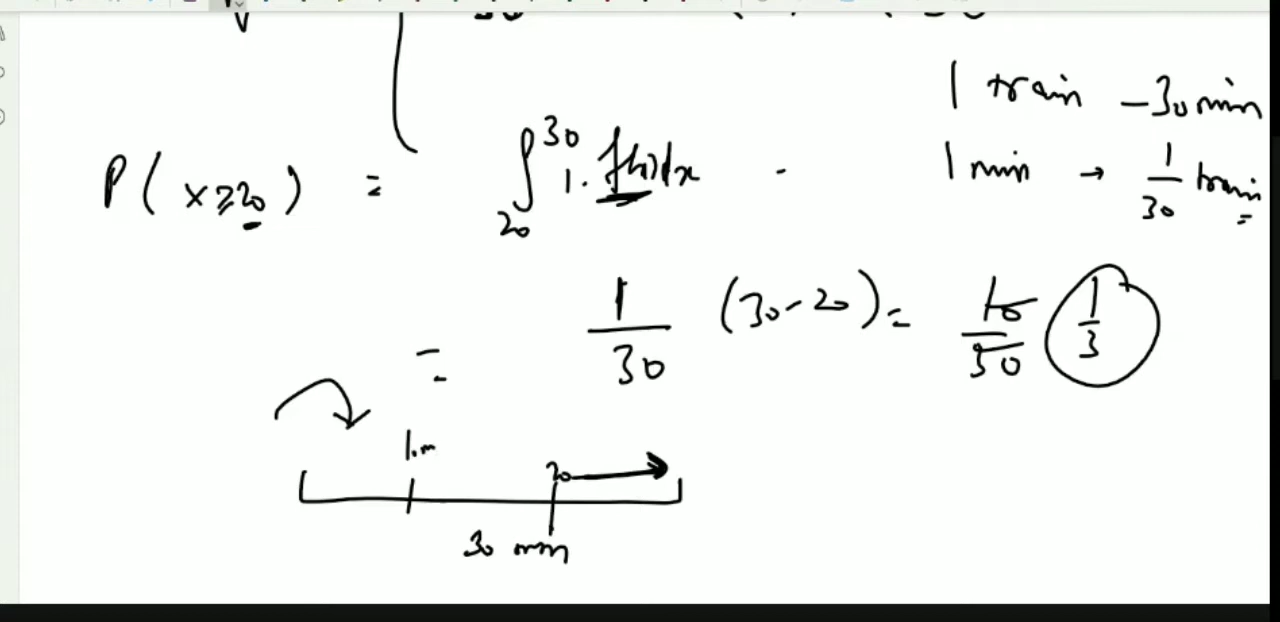 1 train - 30 min
P( x ≥ 20 ) = ∫₂₀³⁰ 1. f(x)dx .
1 min → 1/30 train
= 1/30 (30-20) = 10/30 1/3
1.m
20
30 min